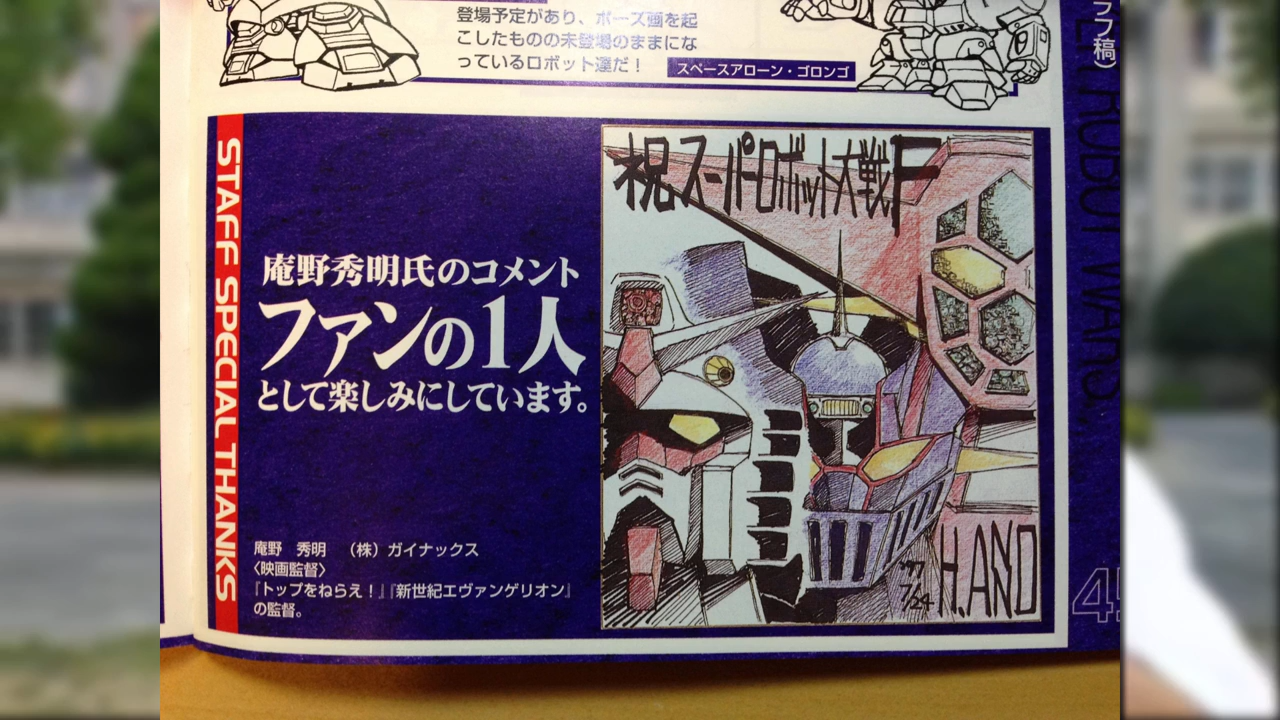 登場予定があり、ポーズ画を起
こしたものの未登場のままにな
っているロボット達だ！
スペースアローン・ゴロンゴ
フ稿）
STAFF SPECIAL THANKS
庵野秀明氏のコメント
ファンの1人
として楽しみにしています。
庵野　秀明　（株）ガイナックス
〈映画監督〉
『トップをねらえ！』『新世紀エヴァンゲリオン』
の監督。
祝スーパーロボット大戦F
'97
7/24
H.ANO
ROBOT WARS